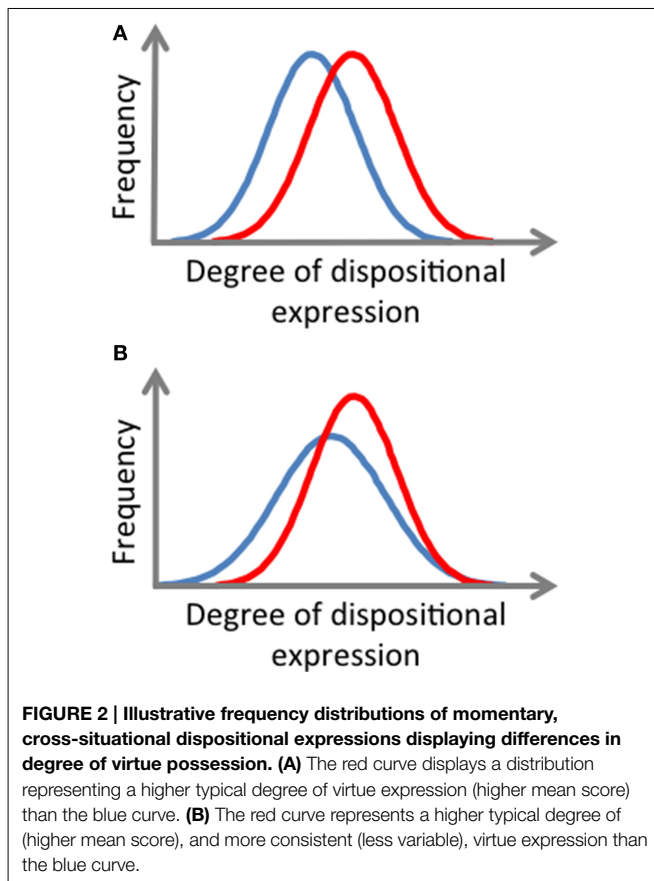 A
Frequency
Degree of dispositional
expression
B
Frequency
Degree of dispositional
expression
FIGURE 2 | Illustrative frequency distributions of momentary,
cross-situational dispositional expressions displaying differences in
degree of virtue possession. (A) The red curve displays a distribution
representing a higher typical degree of virtue expression (higher mean score)
than the blue curve. (B) The red curve represents a higher typical degree of
(higher mean score), and more consistent (less variable), virtue expression than
the blue curve.